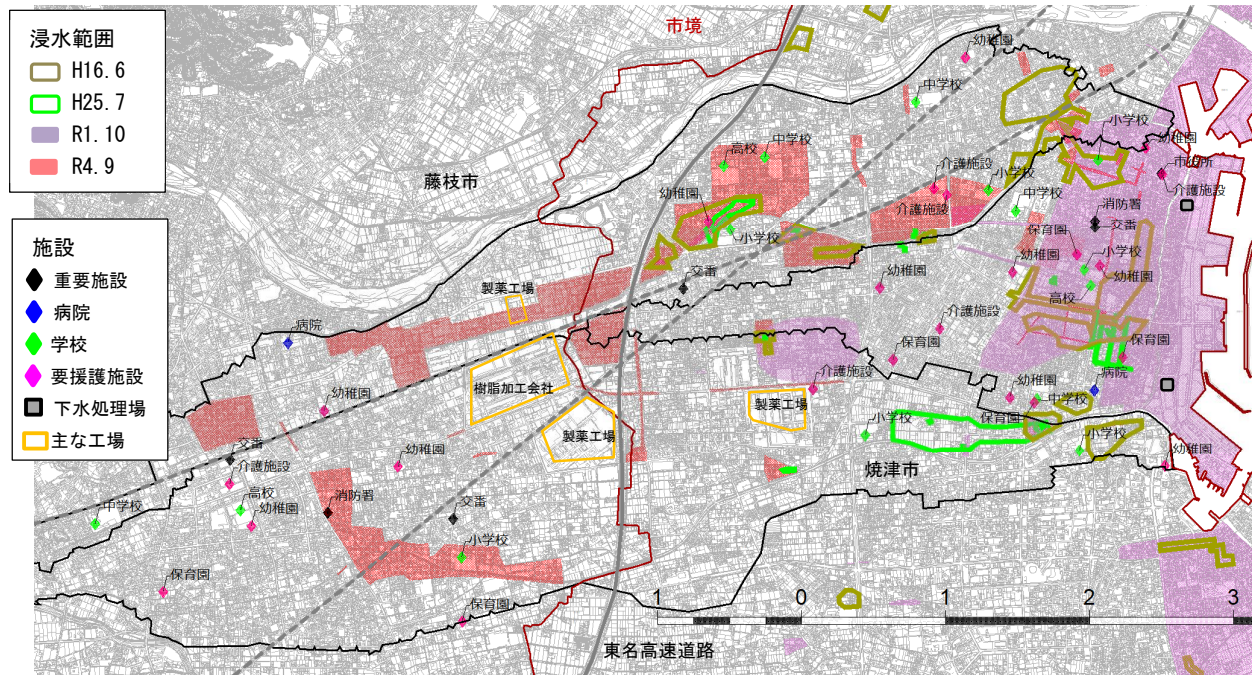 浸水範囲
H16.6
H25.7
R1.10
R4.9
施設
重要施設
病院
学校
要援護施設
下水処理場
主な工場
市境
幼稚園
中学校
小学校
幼稚園
市役所
介護施設
高校
中学校
藤枝市
幼稚園
介護施設
小学校
中学校
消防署
交番
小学校
保育園
小学校
幼稚園
交番
幼稚園
幼稚園
高校
製薬工場
病院
介護施設
保育園
保育園
樹脂加工会社
介護施設
病院
幼稚園
製薬工場
幼稚園
中学校
製薬工場
小学校
保育園
小学校
幼稚園
交番
幼稚園
介護施設
焼津市
高校
幼稚園
消防署
交番
中学校
小学校
保育園
保育園
1 0 1 2 3
東名高速道路